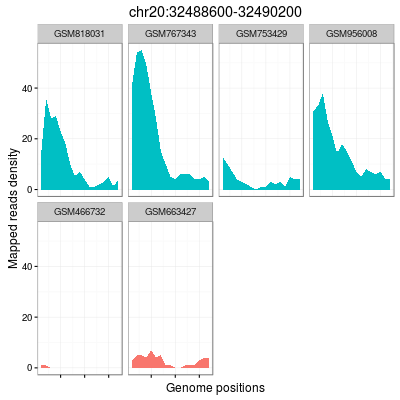 chr20:32488600-32490200
GSM818031 GSM767343 GSM753429 GSM956008
40
20
0
GSM466732 GSM663427
40
20
0
Mapped reads density
Genome positions